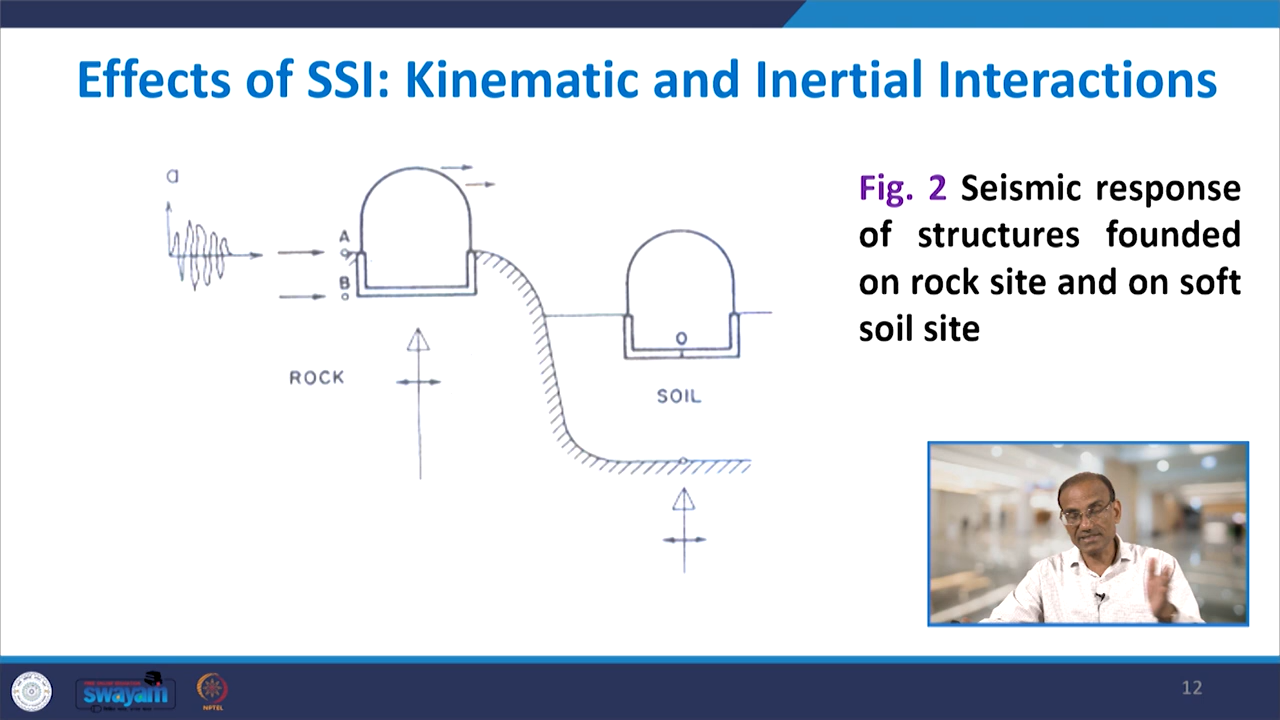 Effects of SSI: Kinematic and Inertial Interactions
a
A
B
ROCK
O
SOIL
Fig. 2 Seismic response
of structures founded
on rock site and on soft
soil site
swayam
NPTEL
12